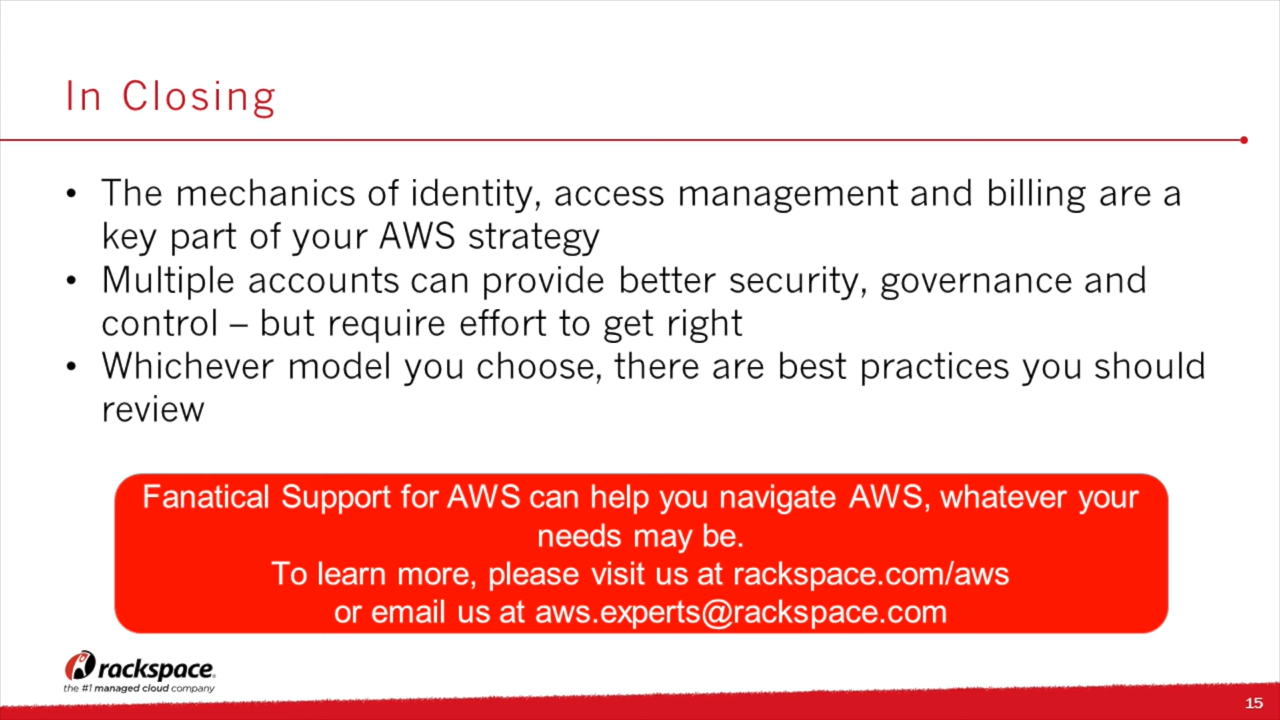 In Closing
• The mechanics of identity, access management and billing are a
key part of your AWS strategy
• Multiple accounts can provide better security, governance and
control – but require effort to get right
• Whichever model you choose, there are best practices you should
review
Fanatical Support for AWS can help you navigate AWS, whatever your
needs may be.
To learn more, please visit us at rackspace.com/aws
or email us at aws.experts@rackspace.com
rackspace.
the #1 managed cloud company
15